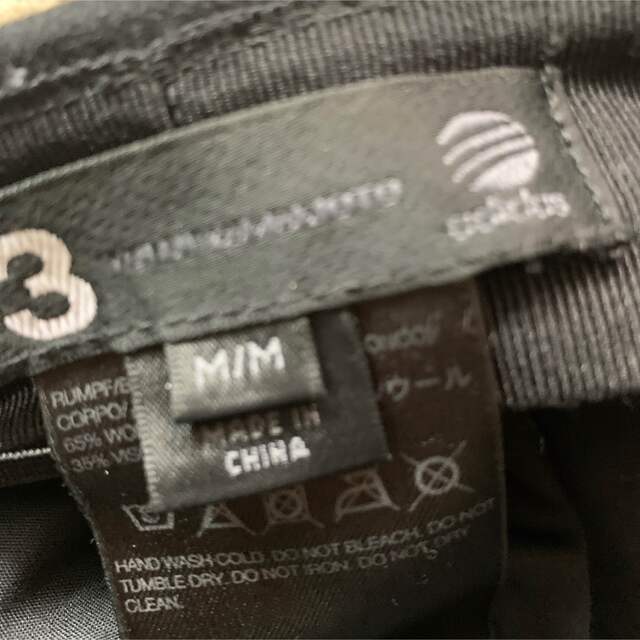 3
adidas
M/M
MADE IN
CHINA
RUMPF/
CORPO/
65% WO
35% VIS
ウール
HAND WASH COLD. DO NOT BLEACH. DO NOT
TUMBLE DRY. DO NOT IRON. DO NOT DRY
CLEAN.